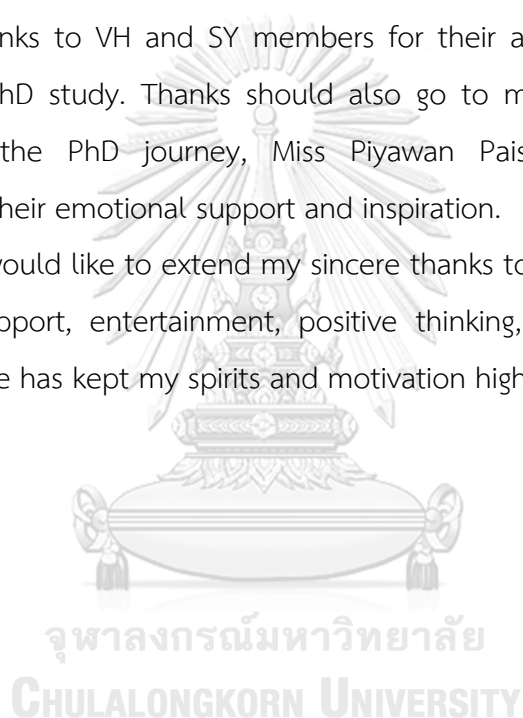 nks to VH and SY members for their a
hD study. Thanks should also go to m
the PhD journey, Miss Piyawan Pais
heir emotional support and inspiration.
vould like to extend my sincere thanks to
pport, entertainment, positive thinking,
e has kept my spirits and motivation high
จุฬาลงกรณ์มหาวิทยาลัย
CHULALONGKORN UNIVERSITY